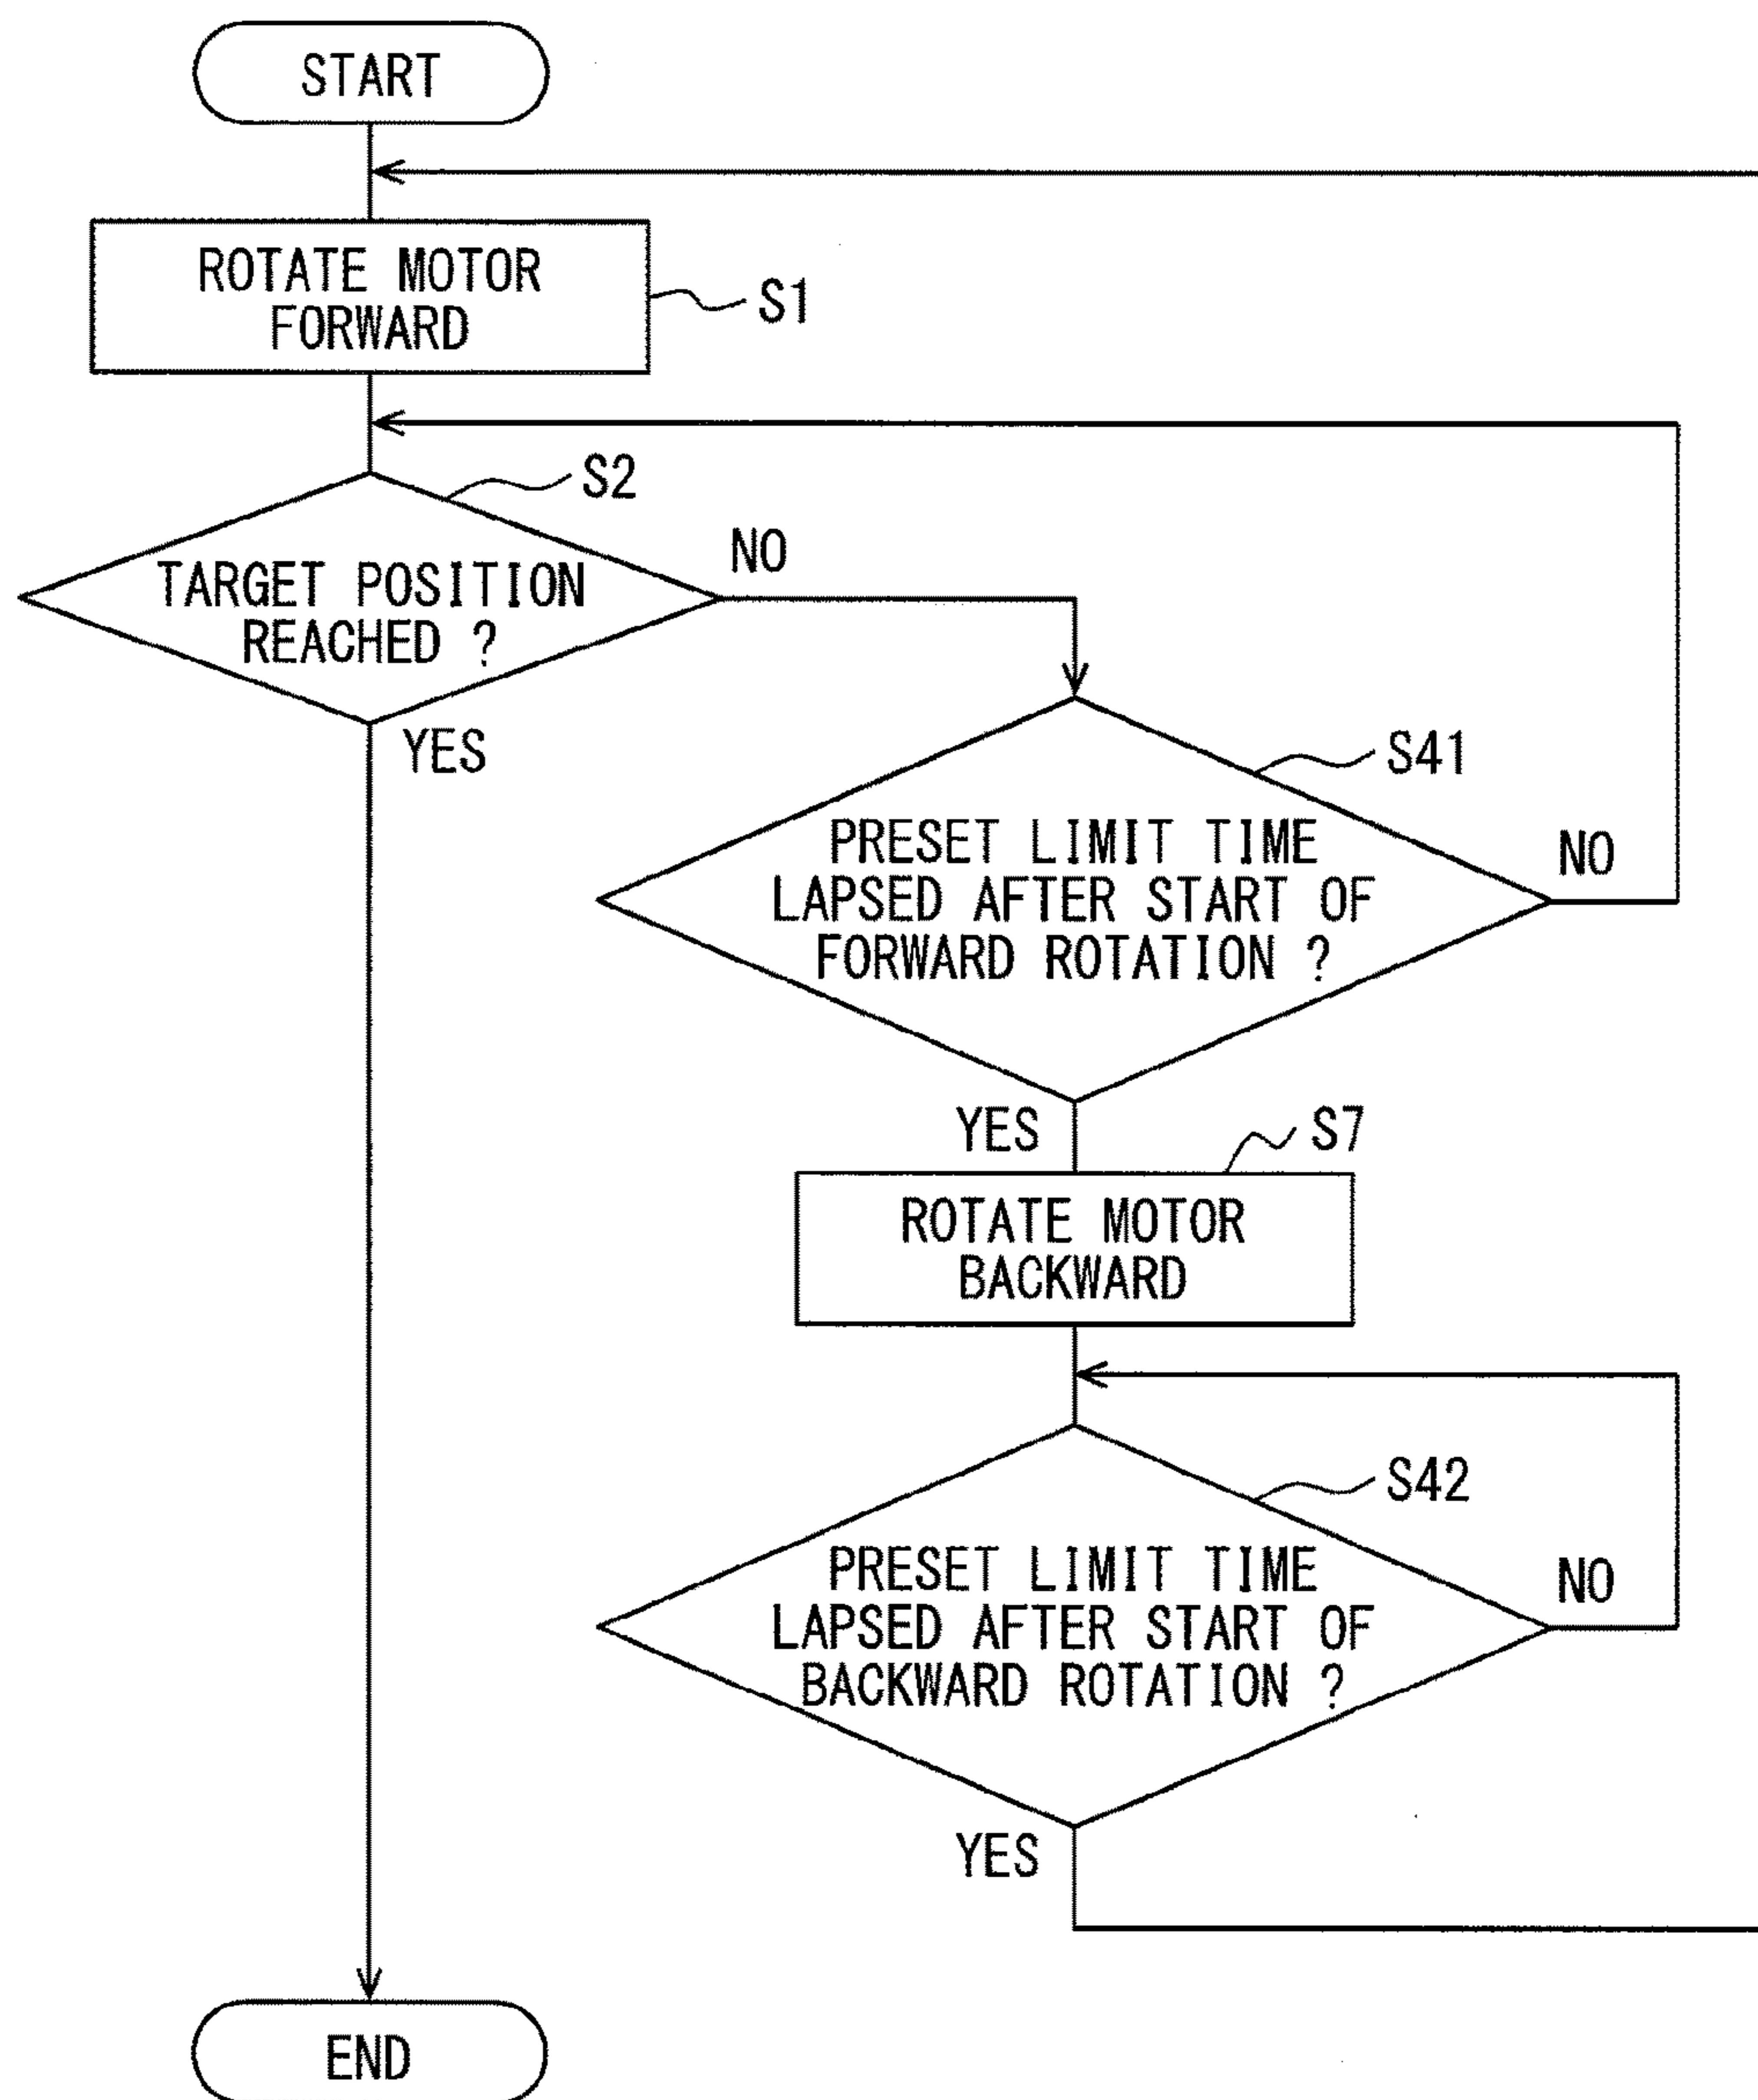 START
ROTATE MOTOR
FORWARD
S1
S2
TARGET POSITION
REACHED ?
NO
YES
S41
PRESET LIMIT TIME
LAPSED AFTER START OF
FORWARD ROTATION ?
NO
YES
S7
ROTATE MOTOR
BACKWARD
S42
PRESET LIMIT TIME
LAPSED AFTER START OF
BACKWARD ROTATION ?
NO
YES
END